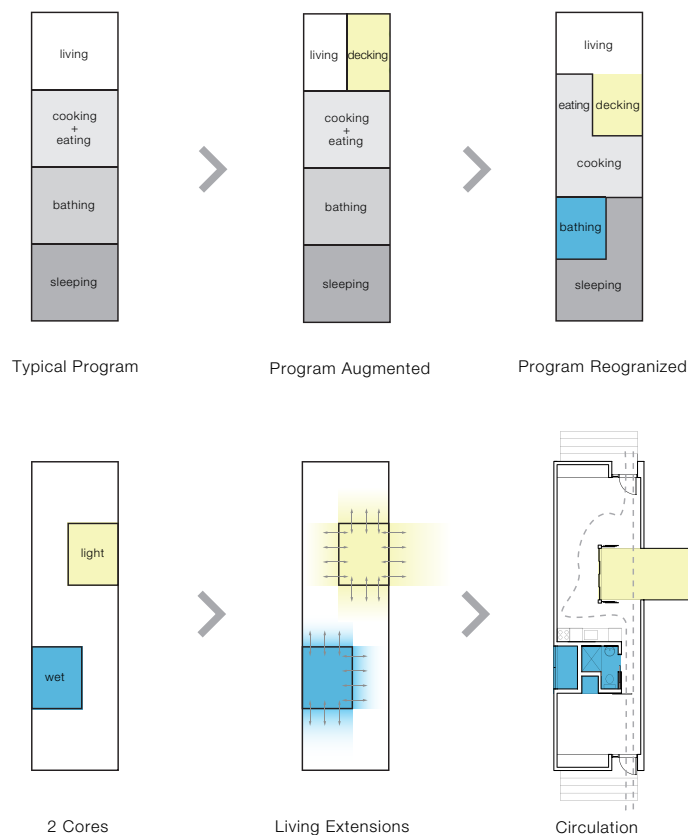 living
cooking
+
eating
bathing
sleeping
Typical Program
living decking
cooking
+
eating
bathing
sleeping
Program Augmented
living
eating decking
cooking
bathing
sleeping
Program Reogranized
light
wet
2 Cores
Living Extensions
Circulation